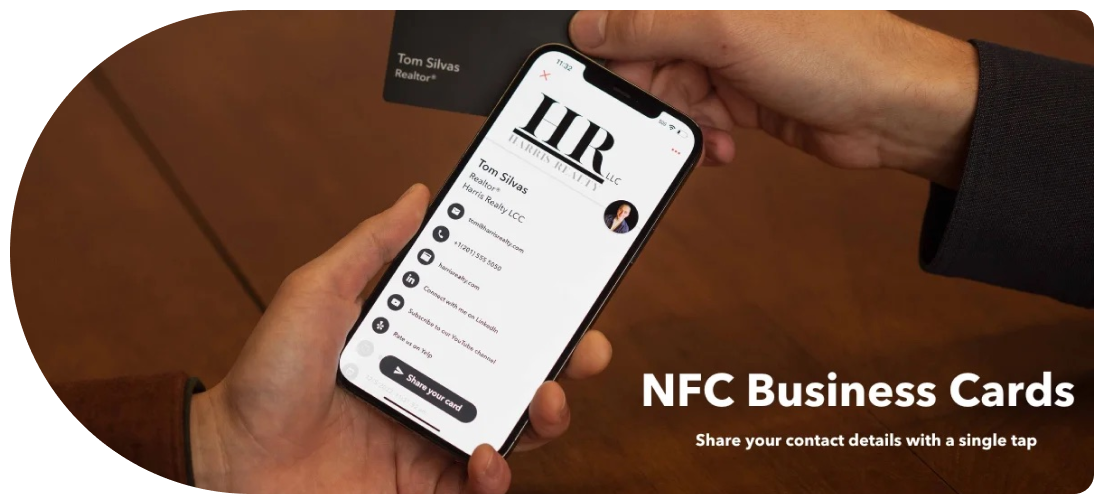 Tom Silvas
Realtor®
11:32
HR
LLC
HARRIS REALTY
Tom Silvas
Realtor®
Harris Realty LCC
tom@harrisrealty.com
+1(201) 555 5050
harrisrealty.com
Connect with me on LinkedIn
Subscribe to our YouTube channel
Rate us on Yelp
Share your card
NFC Business Cards
Share your contact details with a single tap